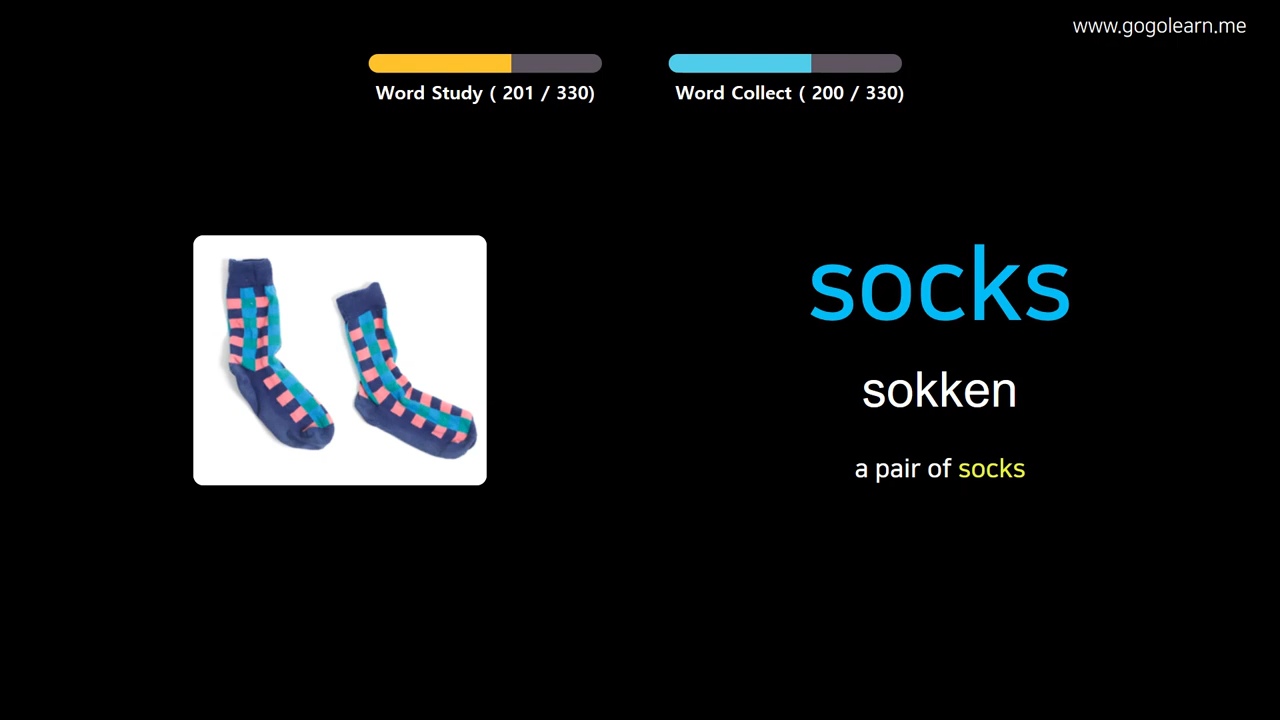 www.gogolearn.me
Word Study ( 201 / 330)
Word Collect ( 200 / 330)
socks
sokken
a pair of socks